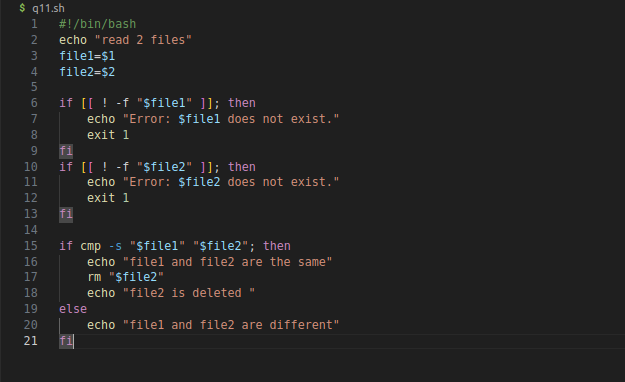 $ q11.sh
1 #!/bin/bash
2 echo "read 2 files"
3 file1=$1
4 file2=$2
5
6 if [[ ! -f "$file1" ]]; then
7     echo "Error: $file1 does not exist."
8     exit 1
9 fi
10 if [[ ! -f "$file2" ]]; then
11     echo "Error: $file2 does not exist."
12     exit 1
13 fi
14
15 if cmp -s "$file1" "$file2"; then
16     echo "file1 and file2 are the same"
17     rm "$file2"
18     echo "file2 is deleted "
19 else
20     echo "file1 and file2 are different"
21 fi